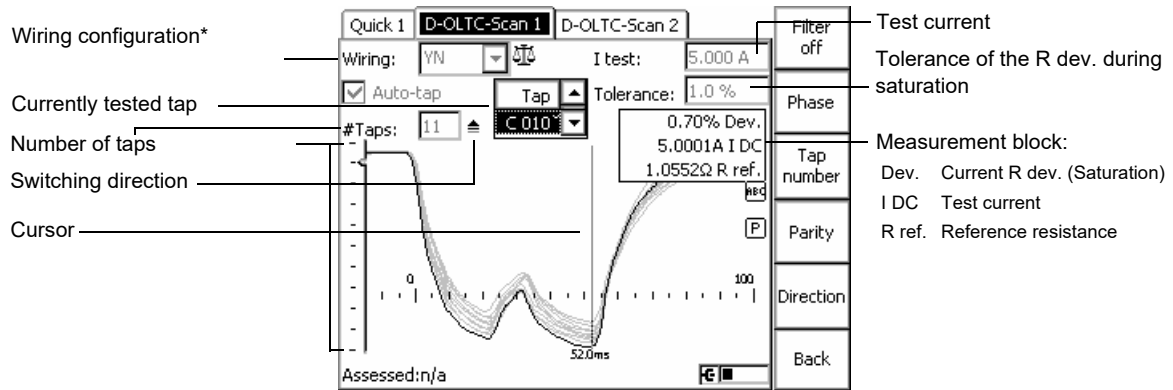 Wiring configuration*
Currently tested tap
Number of taps
Switching direction
Cursor
Quick 1
D-OLTC-Scan 1
D-OLTC-Scan 2
Wiring: YN
I test: 5.000 A
Auto-tap
Tap
C 010
Tolerance: 1.0 %
#Taps: 11
0.70% Dev.
5.0001A I DC
1.0552Ω R ref.
ABC
P
0
100
52.0ms
Assessed:n/a
Filter off
Phase
Tap number
Parity
Direction
Back
Test current
Tolerance of the R dev. during
saturation
Measurement block:
Dev. Current R dev. (Saturation)
I DC Test current
R ref. Reference resistance